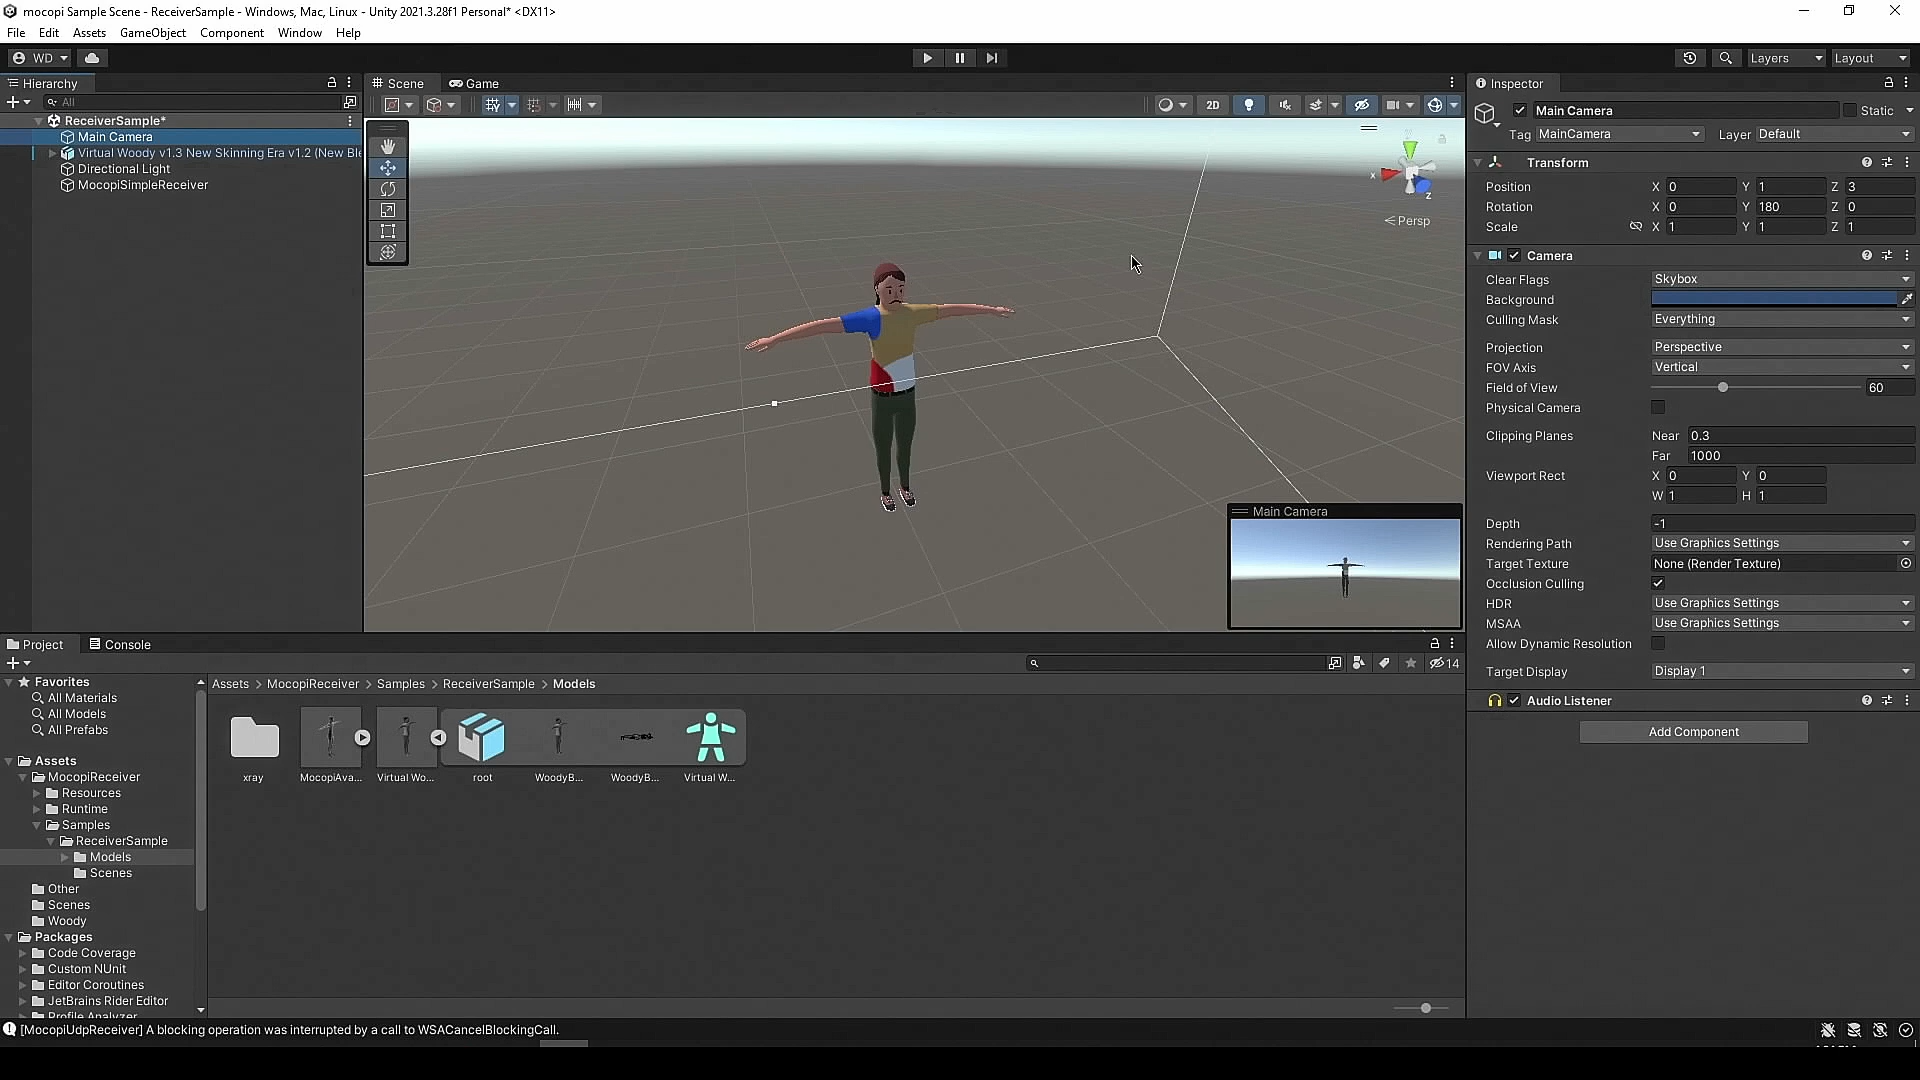 mocopi Sample Scene - ReceiverSample - Windows, Mac, Linux - Unity 2021.3.28f1 Personal* <DX11>
File Edit Assets GameObject Component Window Help
WD Layers Layout
Hierarchy
All
ReceiverSample*
Main Camera
Virtual Woody v1.3 New Skinning Era v1.2 (New Ble
Directional Light
MocopiSimpleReceiver
Scene Game
2D
y
x
z
Persp
Main Camera
Inspector
Main Camera Static
Tag MainCamera Layer Default
Transform
Position X 0 Y 1 Z 3
Rotation X 0 Y 180 Z 0
Scale X 1 Y 1 Z 1
Camera
Clear Flags Skybox
Background
Culling Mask Everything
Projection Perspective
FOV Axis Vertical
Field of View 60
Physical Camera
Clipping Planes Near 0.3
Far 1000
Viewport Rect X 0 Y 0
W 1 H 1
Depth -1
Rendering Path Use Graphics Settings
Target Texture None (Render Texture)
Occlusion Culling
HDR Use Graphics Settings
MSAA Use Graphics Settings
Allow Dynamic Resolution
Target Display Display 1
Audio Listener
Add Component
Project Console
14
Favorites
All Materials
All Models
All Prefabs
Assets
MocopiReceiver
Resources
Runtime
Samples
ReceiverSample
Models
Scenes
Other
Scenes
Woody
Packages
Code Coverage
Custom NUnit
Editor Coroutines
JetBrains Rider Editor
Profile Analyzer
Assets > MocopiReceiver > Samples > ReceiverSample > Models
xray MocopiAva... Virtual Wo... root WoodyB... WoodyB... Virtual W...
[MocopiUdpReceiver] A blocking operation was interrupted by a call to WSACancelBlockingCall.